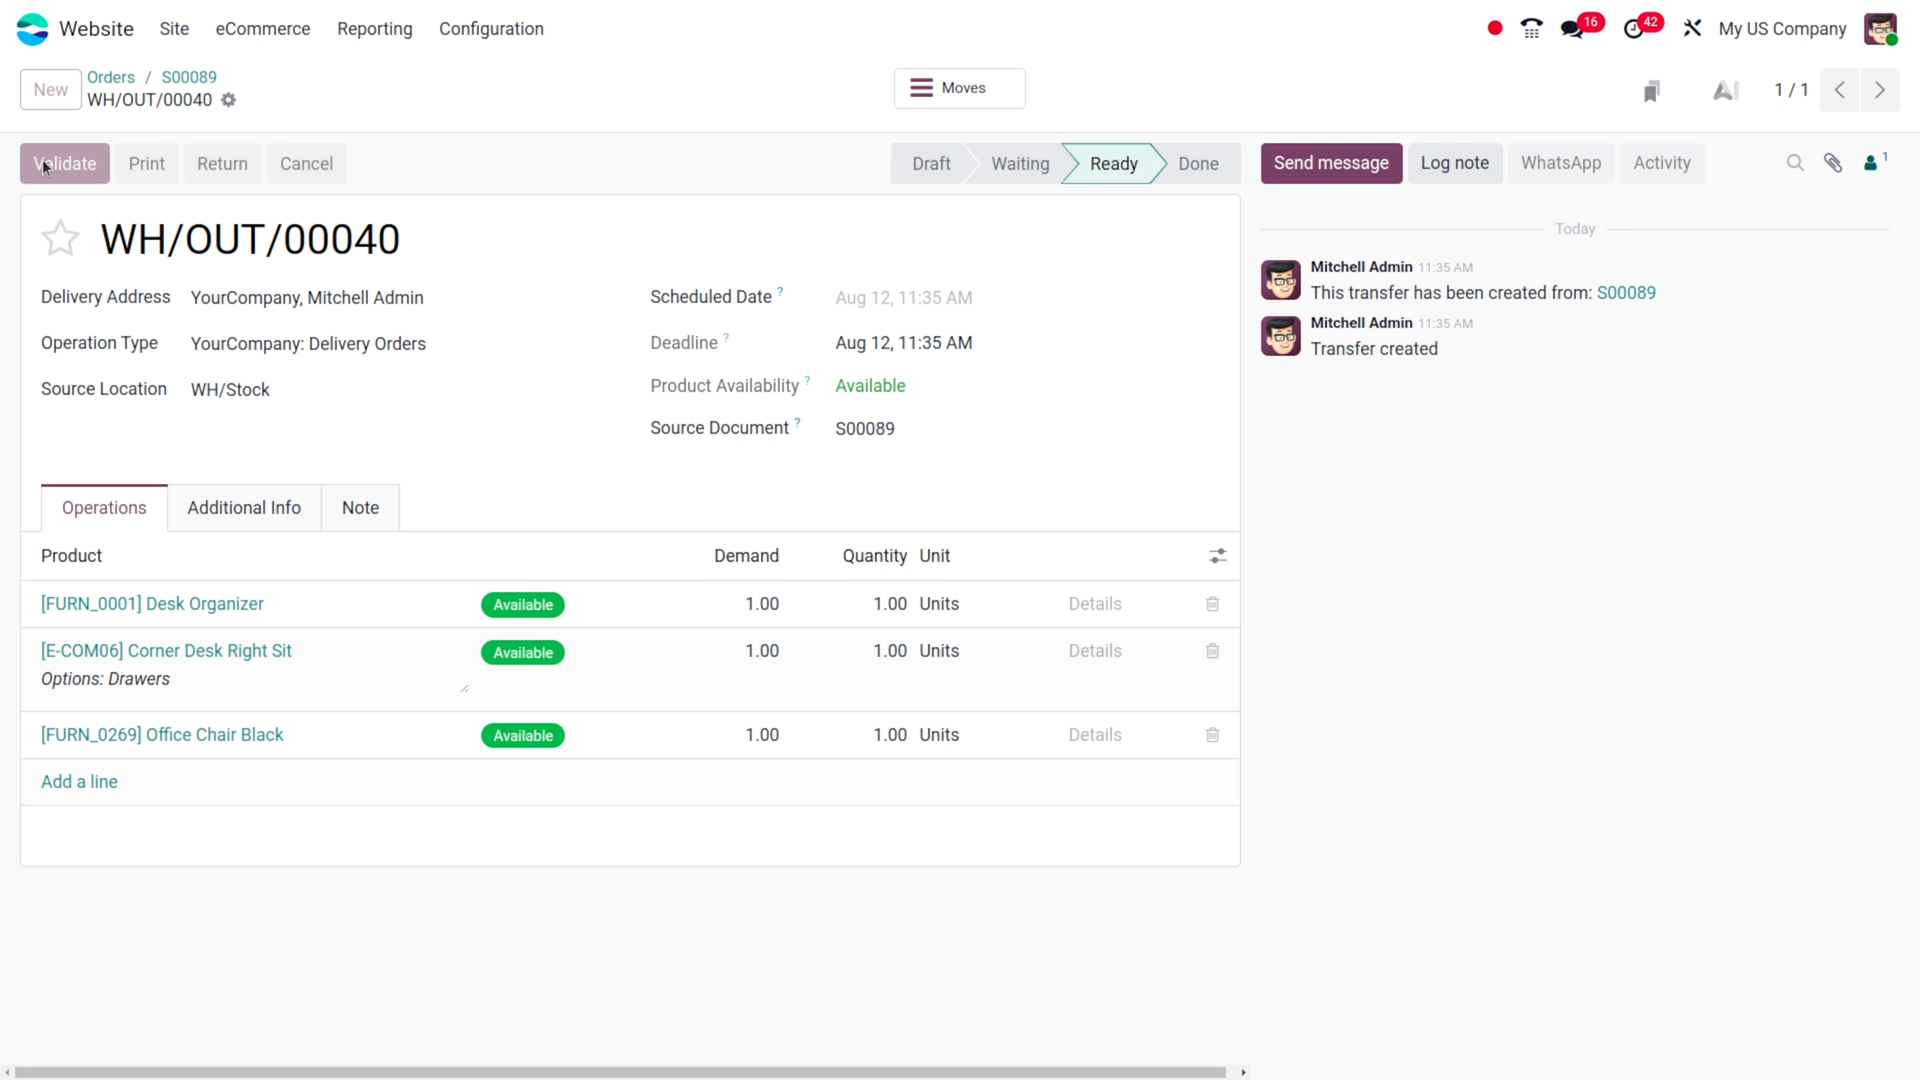 Website Site eCommerce Reporting Configuration 16 42 My US Company
New Orders / S00089
WH/OUT/00040
Moves
AI 1 / 1
Validate Print Return Cancel Draft Waiting Ready Done Send message Log note WhatsApp Activity 1
WH/OUT/00040
Delivery Address YourCompany, Mitchell Admin
Operation Type YourCompany: Delivery Orders
Source Location WH/Stock
Scheduled Date ? Aug 12, 11:35 AM
Deadline ? Aug 12, 11:35 AM
Product Availability ? Available
Source Document ? S00089
Operations Additional Info Note
Product Demand Quantity Unit
[FURN_0001] Desk Organizer Available 1.00 1.00 Units Details
[E-COM06] Corner Desk Right Sit Available 1.00 1.00 Units Details
Options: Drawers
[FURN_0269] Office Chair Black Available 1.00 1.00 Units Details
Add a line
Today
Mitchell Admin 11:35 AM
This transfer has been created from: S00089
Mitchell Admin 11:35 AM
Transfer created